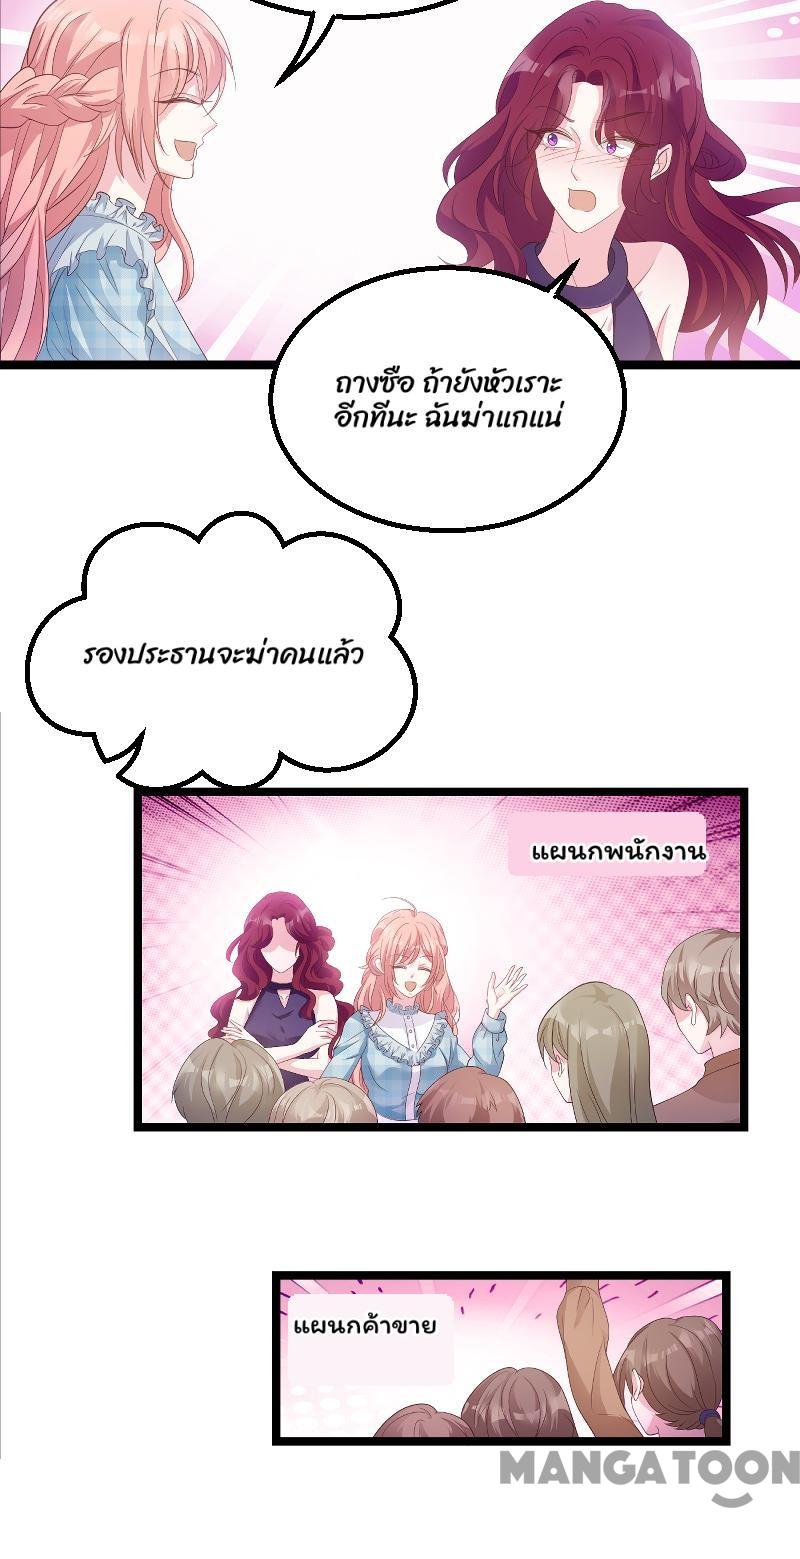 ถางซือ ถ้ายังหัวเราะ
อีกทีนะ ฉันฆ่าแกแน่
รองประธานจะฆ่าคนแล้ว
แผนกพนักงาน
แผนกค้าขาย
MANGATOON